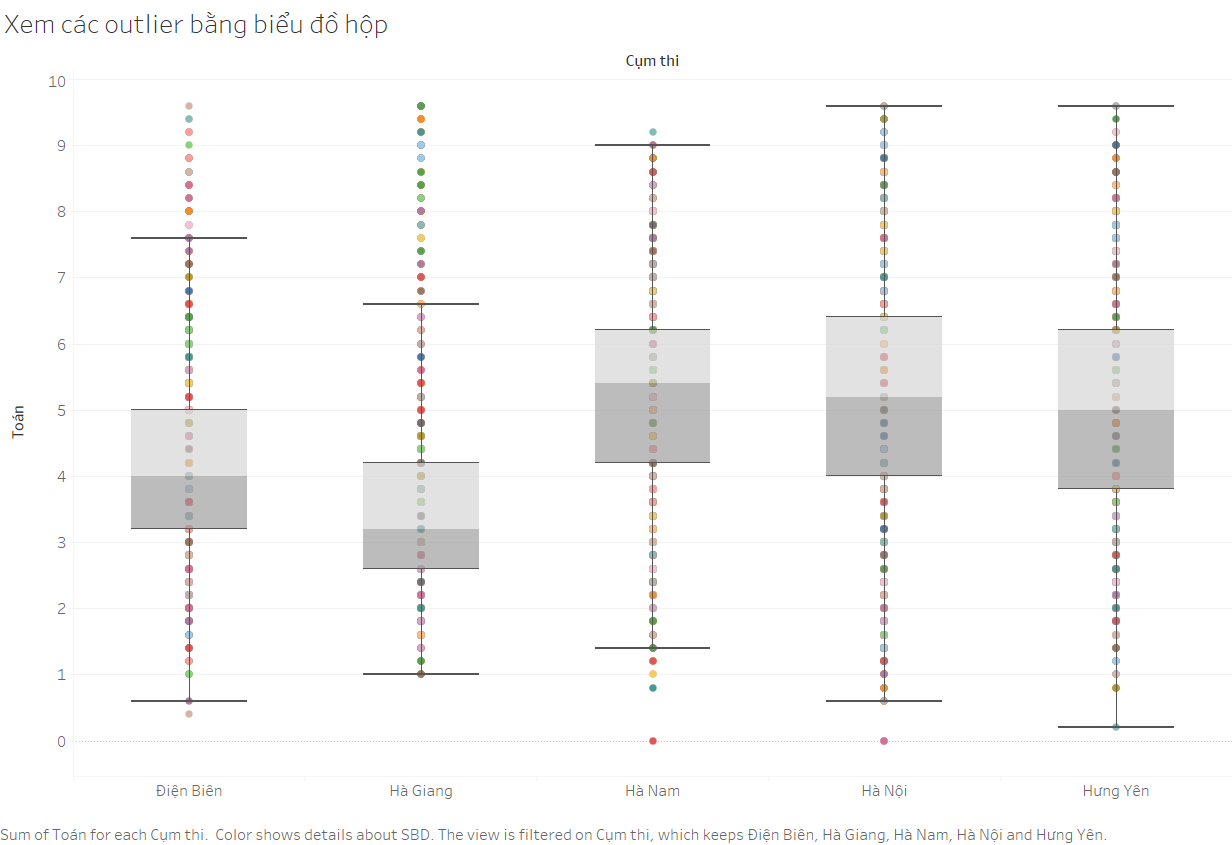 Xem các outlier bằng biểu đồ hộp
Cụm thi
10
9
8
7
6
5
4
3
2
1
0
Toán
Điện Biên
Hà Giang
Hà Nam
Hà Nội
Hưng Yên
Sum of Toán for each Cụm thi.  Color shows details about SBD. The view is filtered on Cụm thi, which keeps Điện Biên, Hà Giang, Hà Nam, Hà Nội and Hưng Yên.